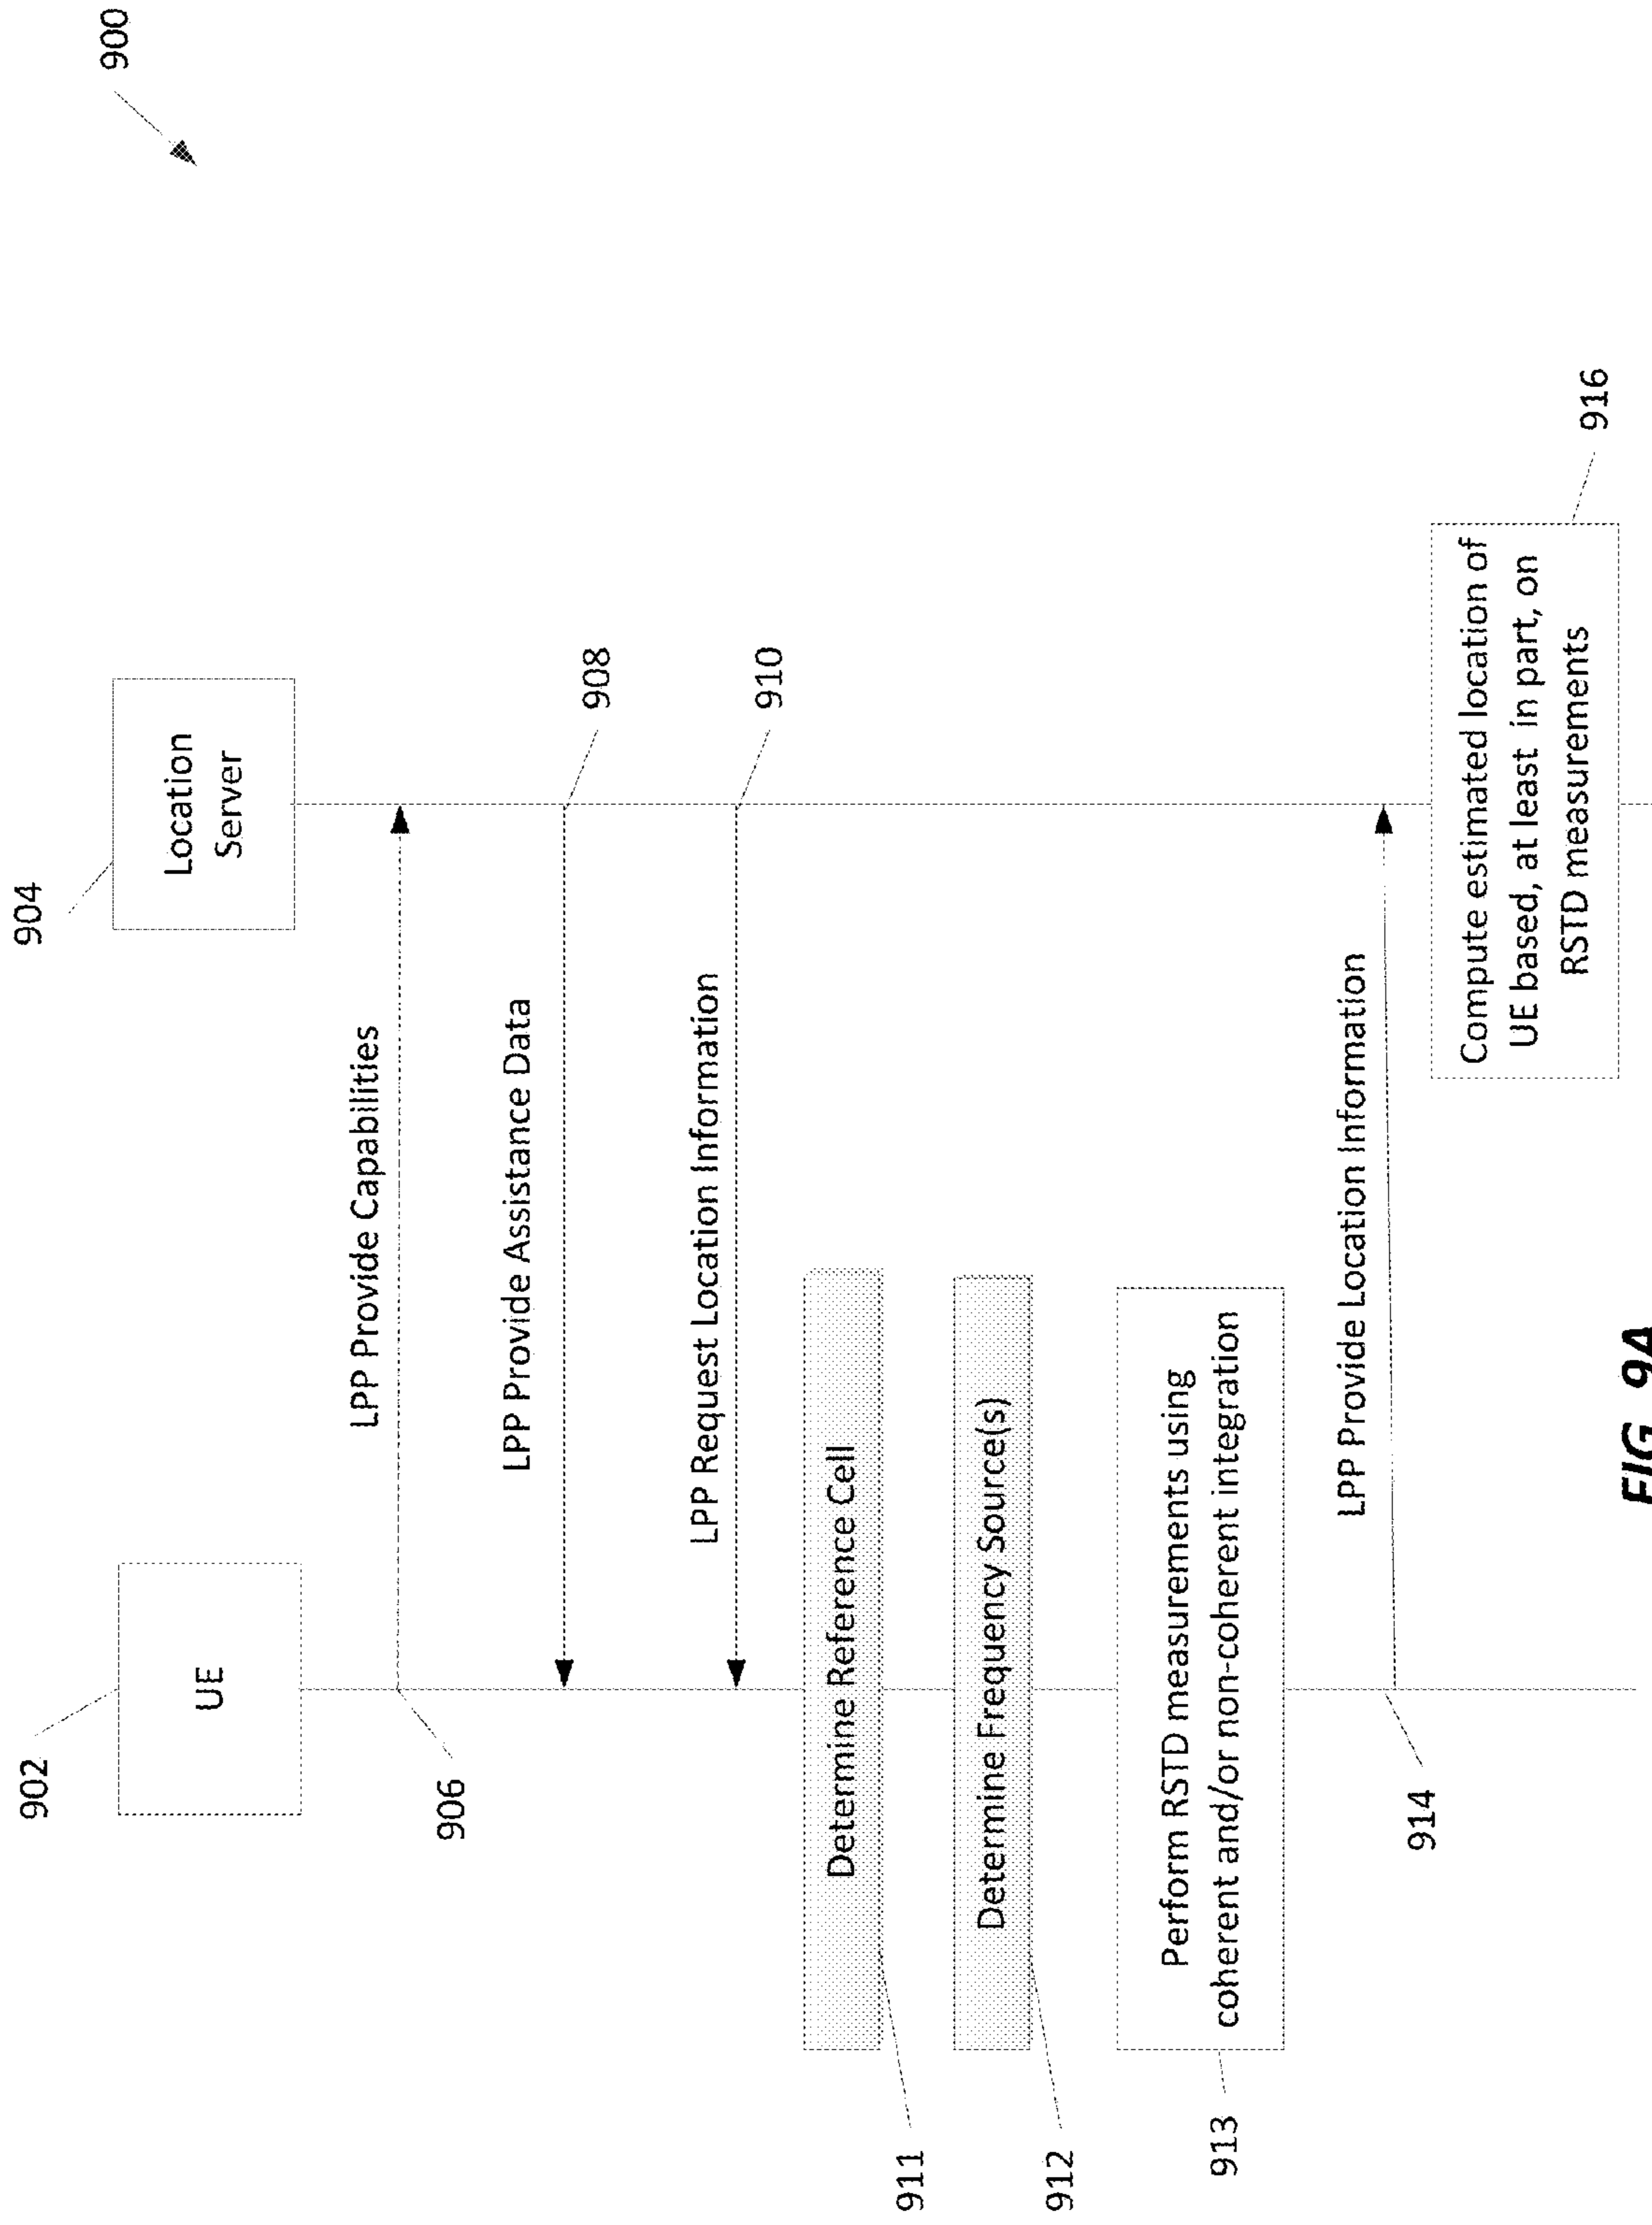 900
902
904
UE
Location
Server
LPP Provide Capabilities
906
LPP Provide Assistance Data
908
LPP Request Location Information
910
911
Determine Reference Cell
912
Determine Frequency Source(s)
913
Perform RSTD measurements using
coherent and/or non-coherent integration
LPP Provide Location Information
914
Compute estimated location of
UE based, at least in part, on
RSTD measurements
916
FIG. 9A